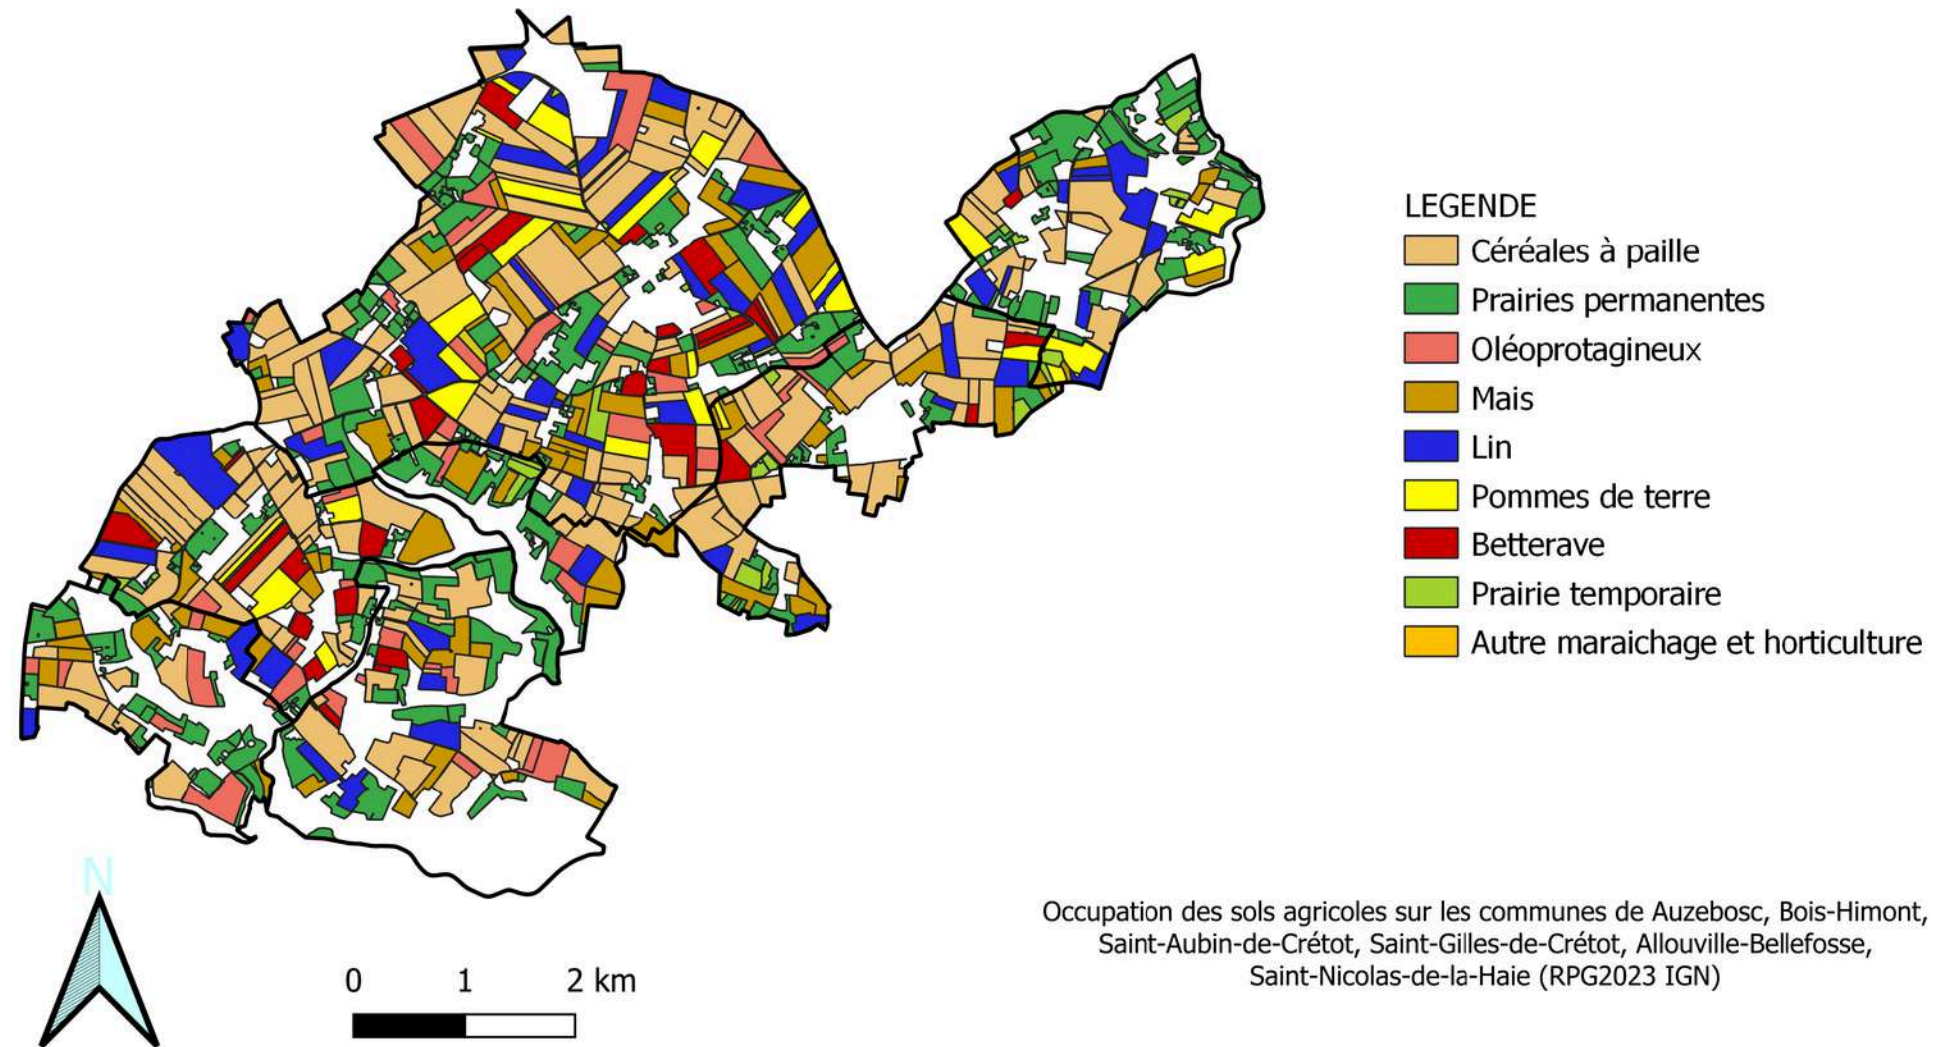 LEGENDE
Céréales à paille
Prairies permanentes
Oléoprotagineux
Mais
Lin
Pommes de terre
Betterave
Prairie temporaire
Autre maraichage et horticulture
N
0 1 2 km
Occupation des sols agricoles sur les communes de Auzebosc, Bois-Himont,
Saint-Aubin-de-Crétot, Saint-Gilles-de-Crétot, Allouville-Bellefosse,
Saint-Nicolas-de-la-Haie (RPG2023 IGN)